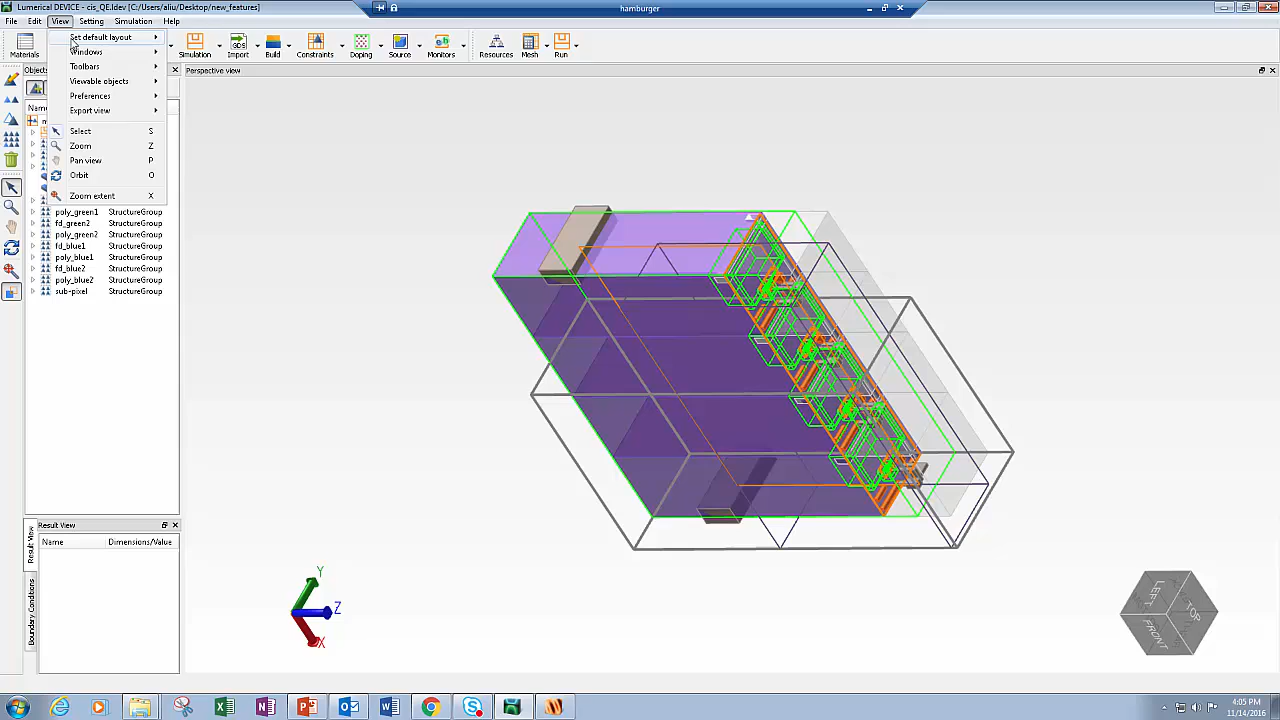 Lumerical DEVICE - cis_QE.ldev [C:/Users/aliu/Desktop/new_features]
hamburger
File Edit View Setting Simulation Help
Materials Simulation Import Build Constraints Doping Source Monitors Resources Mesh Run
GDS
Set default layout
Windows
Toolbars
Viewable objects
Preferences
Export view
Select S
Zoom Z
Pan view P
Orbit O
Zoom extent X
Perspective view
poly_green1 StructureGroup
fd_green2 StructureGroup
poly_green2 StructureGroup
fd_blue1 StructureGroup
poly_blue1 StructureGroup
fd_blue2 StructureGroup
poly_blue2 StructureGroup
sub-pixel StructureGroup
Result View
Name Dimensions/Value
Result View
Boundary Conditions
Y
Z
X
LEFT
TOP
FRONT
4:05 PM
11/14/2016